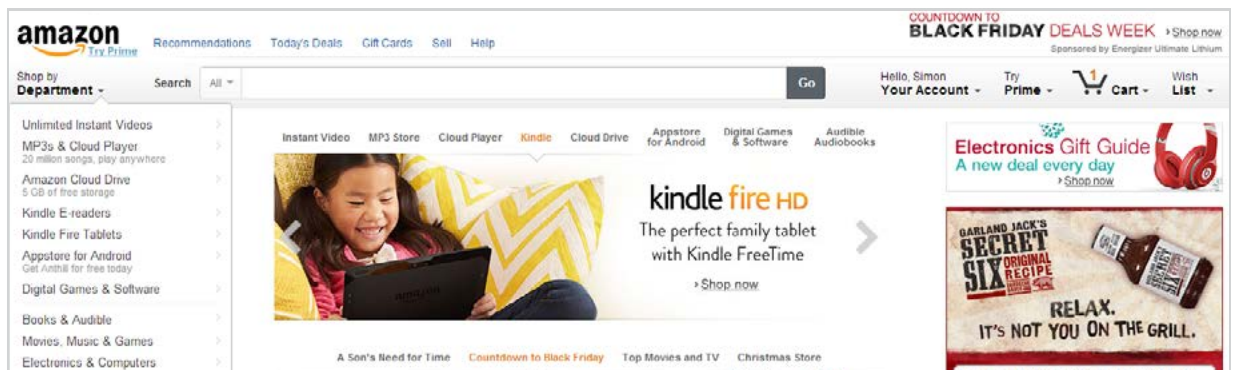 amazon
Try Prime
Recommendations Today's Deals Gift Cards Sell Help
COUNTDOWN TO
BLACK FRIDAY DEALS WEEK Shop now
Sponsored by Energizer Ultimate Lithium
Shop by
Department
Search All Go
Hello, Simon
Your Account
Try
Prime
1
Cart
Wish
List
Unlimited Instant Videos
MP3s & Cloud Player
20 million songs, play anywhere
Amazon Cloud Drive
5 GB of free storage
Kindle E-readers
Kindle Fire Tablets
Appstore for Android
Get Anthill for free today
Digital Games & Software
Books & Audible
Movies, Music & Games
Electronics & Computers
Instant Video MP3 Store Cloud Player Kindle Cloud Drive
Appstore
for Android
Digital Games
& Software
Audible
Audiobooks
kindle fire HD
The perfect family tablet
with Kindle FreeTime
Shop now
amazon
A Son's Need for Time Countdown to Black Friday Top Movies and TV Christmas Store
Electronics Gift Guide
A new deal every day
Shop now
GARLAND JACK'S
SECRET
SIX ORIGINAL
RECIPE
RELAX.
IT'S NOT YOU ON THE GRILL.